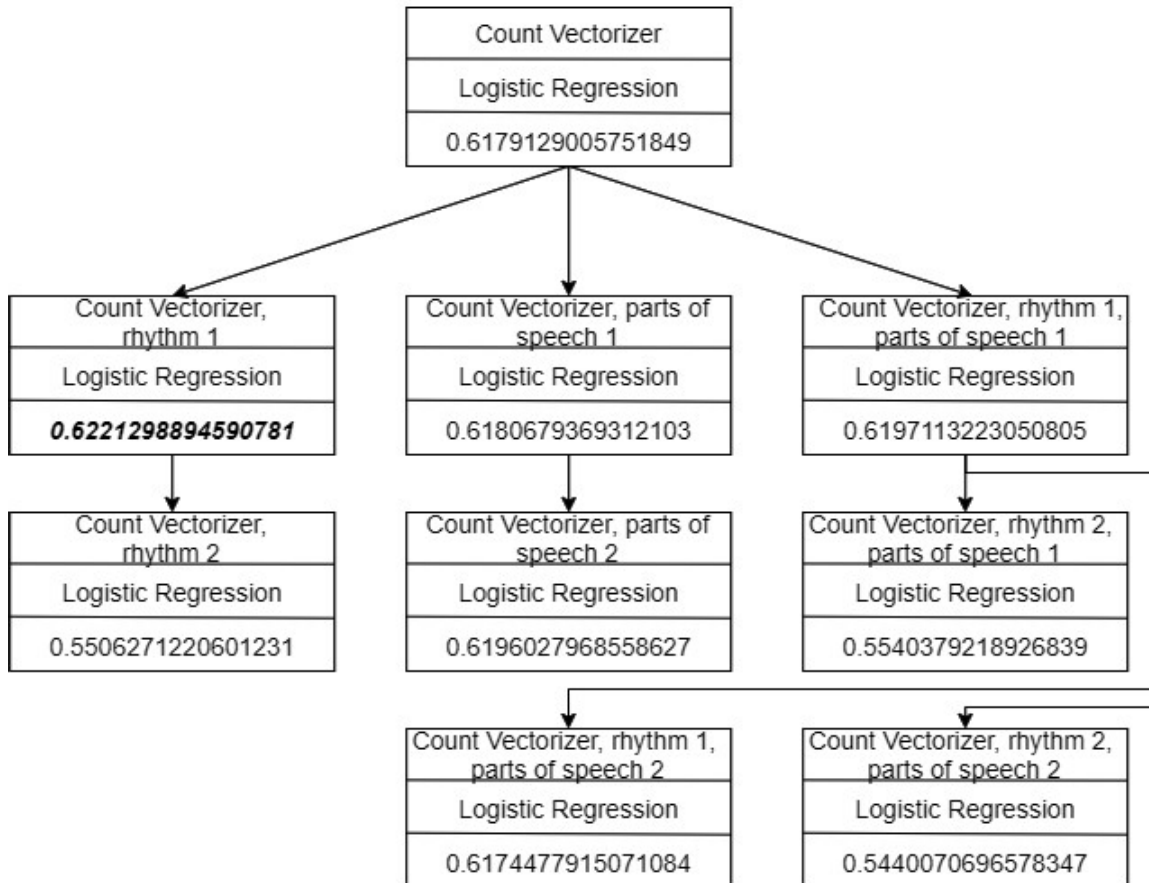 Count Vectorizer
Logistic Regression
0.6179129005751849
Count Vectorizer,
rhythm 1
Logistic Regression
0.6221298894590781
Count Vectorizer, parts of
speech 1
Logistic Regression
0.6180679369312103
Count Vectorizer, rhythm 1,
parts of speech 1
Logistic Regression
0.6197113223050805
Count Vectorizer,
rhythm 2
Logistic Regression
0.5506271220601231
Count Vectorizer, parts of
speech 2
Logistic Regression
0.6196027968558627
Count Vectorizer, rhythm 2,
parts of speech 1
Logistic Regression
0.5540379218926839
Count Vectorizer, rhythm 1,
parts of speech 2
Logistic Regression
0.6174477915071084
Count Vectorizer, rhythm 2,
parts of speech 2
Logistic Regression
0.5440070696578347